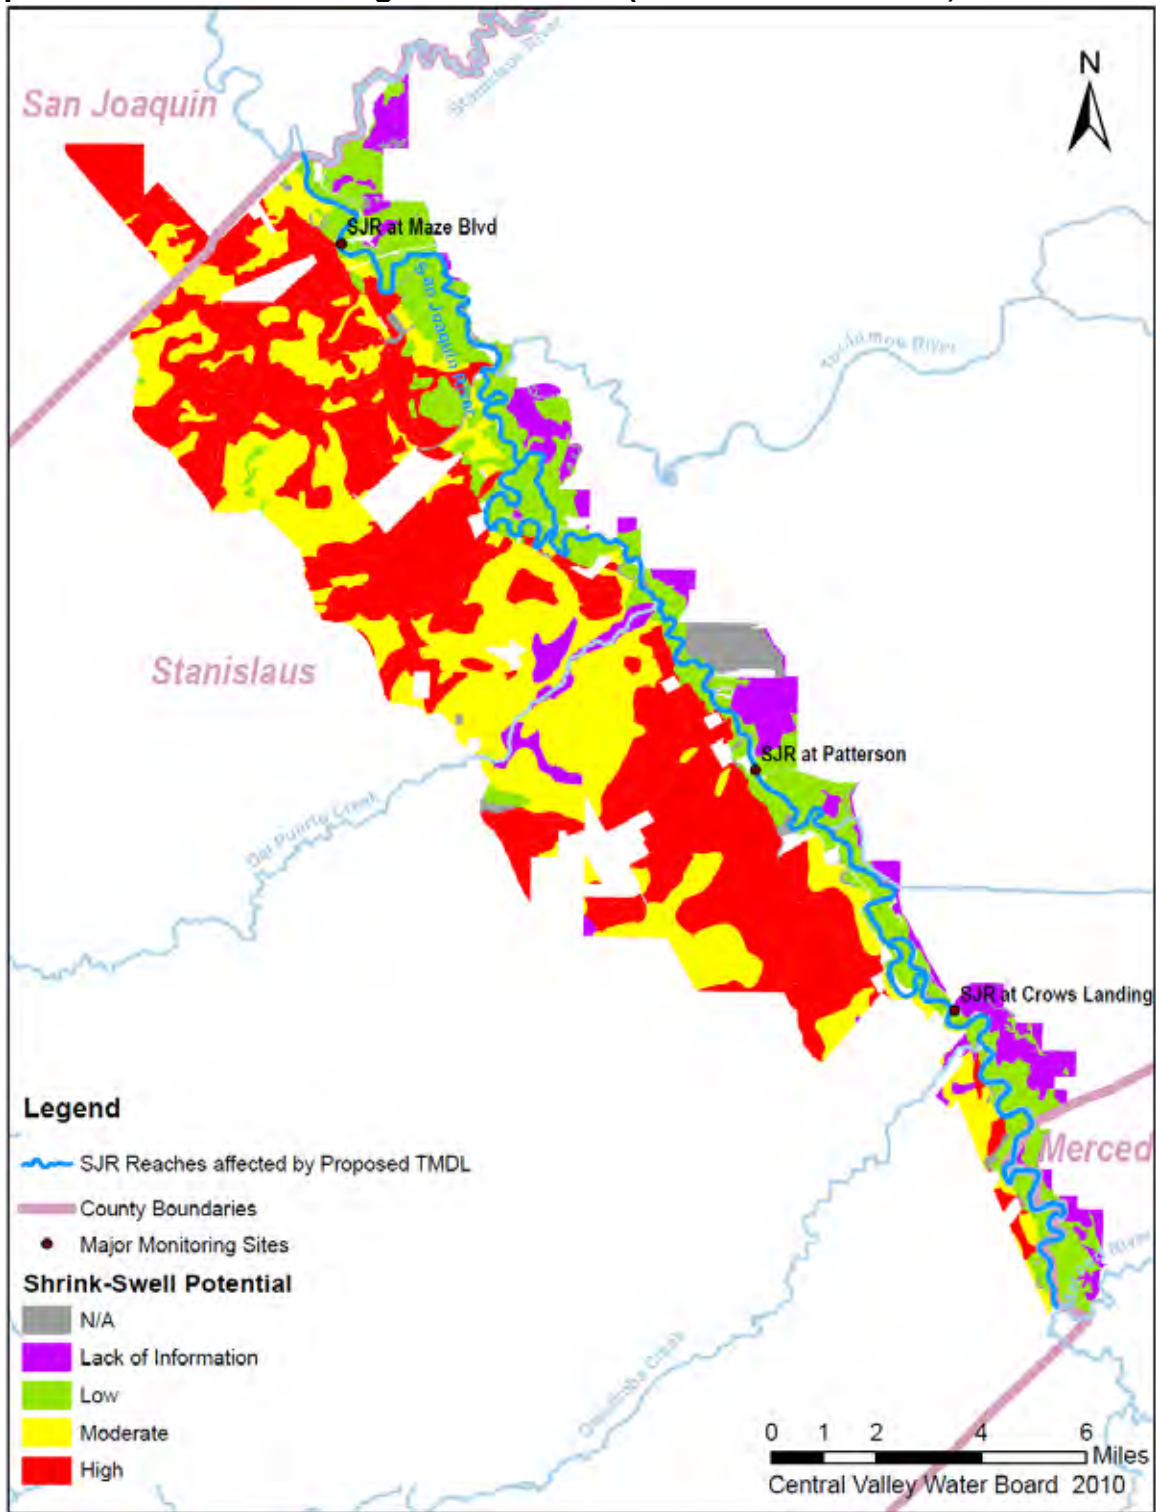 Stanislaus River
N
San Joaquin
SJR at Maze Blvd
San Joaquin River
Tuolumne River
Stanislaus
SJR at Patterson
Del Puerto Creek
SJR at Crows Landing
Legend
SJR Reaches affected by Proposed TMDL
Merced
County Boundaries
Major Monitoring Sites
River
Shrink-Swell Potential
N/A
Lack of Information
Orestimba Creek
Low
Moderate
High
0 1 2 4 6
Miles
Central Valley Water Board 2010